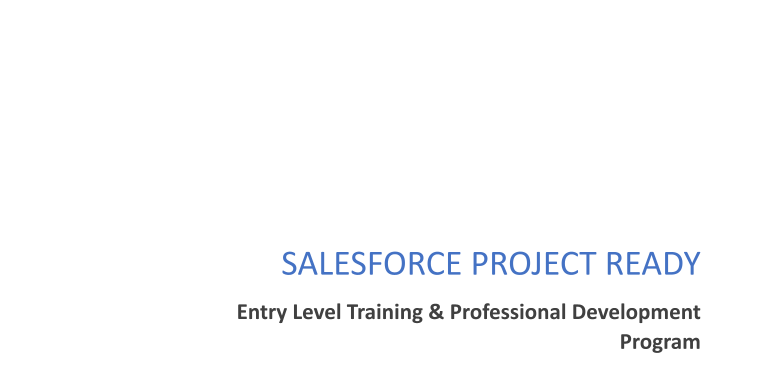 SALESFORCE PROJECT READY
Entry Level Training & Professional Development
Program